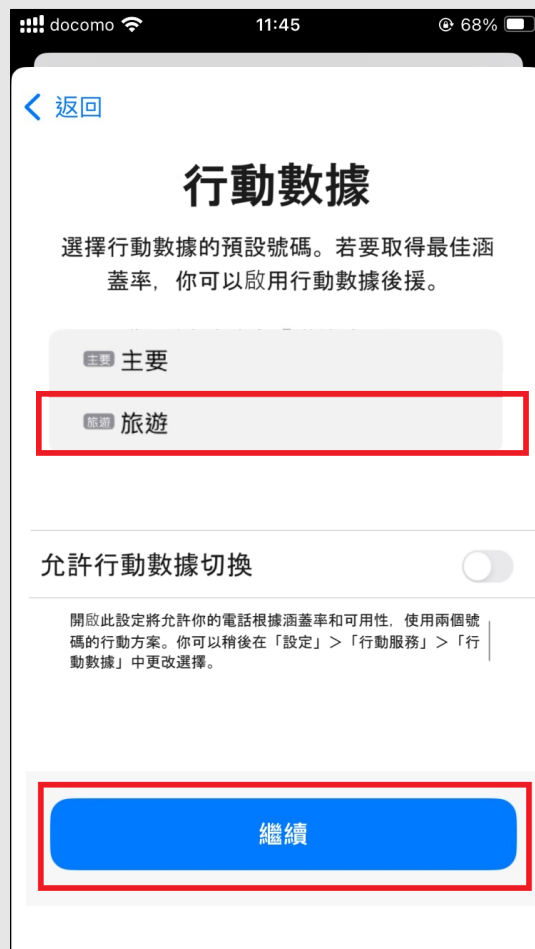 docomo 11:45 68%
返回
行動數據
選擇行動數據的預設號碼。若要取得最佳涵
蓋率，你可以啟用行動數據後援。
主要 主要
旅遊 旅遊
允許行動數據切換
開啟此設定將允許你的電話根據涵蓋率和可用性，使用兩個號
碼的行動方案。你可以稍後在「設定」>「行動服務」>「行
動數據」中更改選擇。
繼續